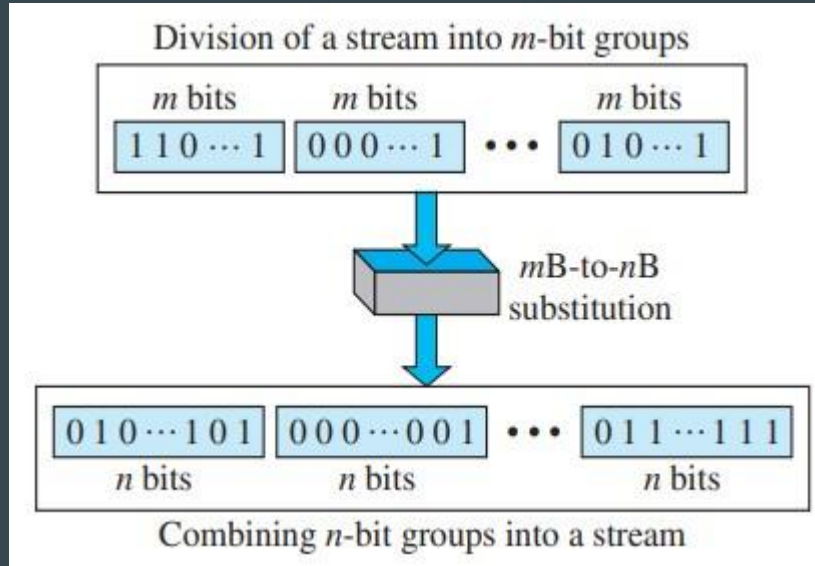 Division of a stream into m-bit groups
m bits m bits m bits
1 1 0 ··· 1 0 0 0 ··· 1 ••• 0 1 0 ··· 1
mB-to-nB
substitution
0 1 0 ··· 1 0 1 0 0 0 ··· 0 0 1 ••• 0 1 1 ··· 1 1 1
n bits n bits n bits
Combining n-bit groups into a stream